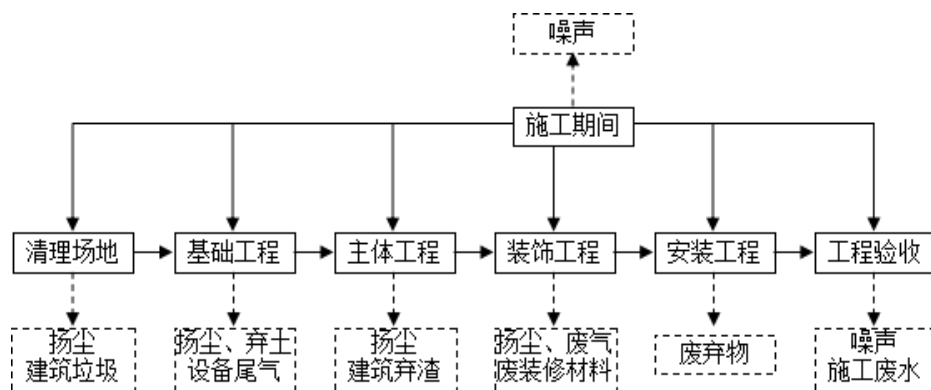 噪声
施工期间
清理场地
基础工程
主体工程
装饰工程
安装工程
工程验收
扬尘
建筑垃圾
扬尘、弃土
设备尾气
扬尘
建筑弃渣
扬尘、废气
废装修材料
废弃物
噪声
施工废水